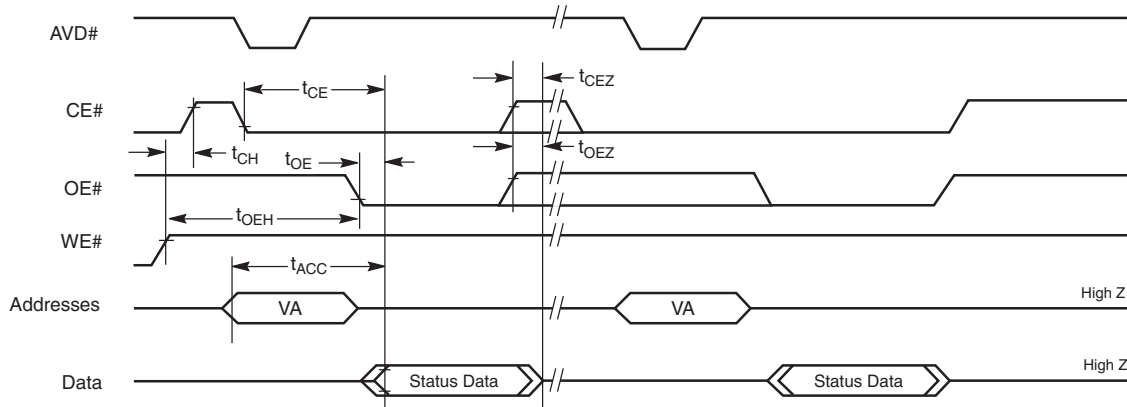 AVD#
tCEZ
CE#
tCE
tCH
tOE
tOEZ
OE#
tOEH
WE#
tACC
Addresses
VA
VA
High Z
Data
Status Data
Status Data
High Z